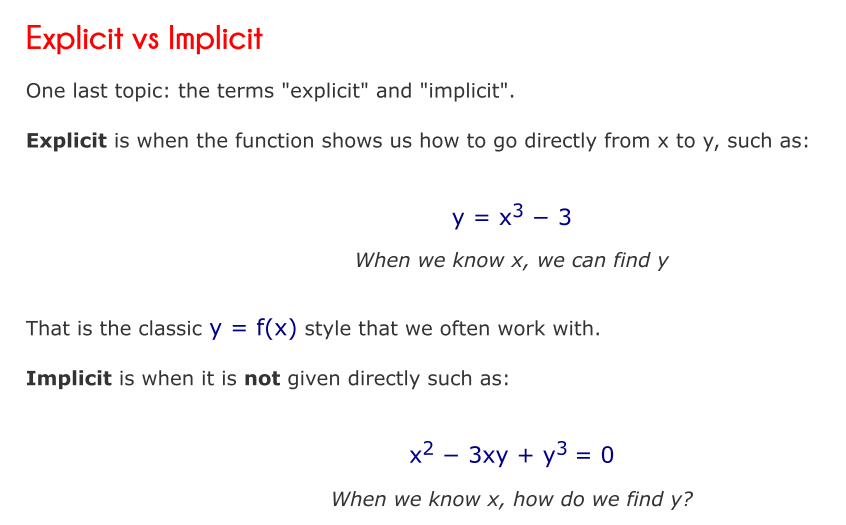 Explicit vs Implicit
One last topic: the terms "explicit" and "implicit".
Explicit is when the function shows us how to go directly from x to y, such as:
y = x³ − 3
When we know x, we can find y
That is the classic y = f(x) style that we often work with.
Implicit is when it is not given directly such as:
x² − 3xy + y³ = 0
When we know x, how do we find y?